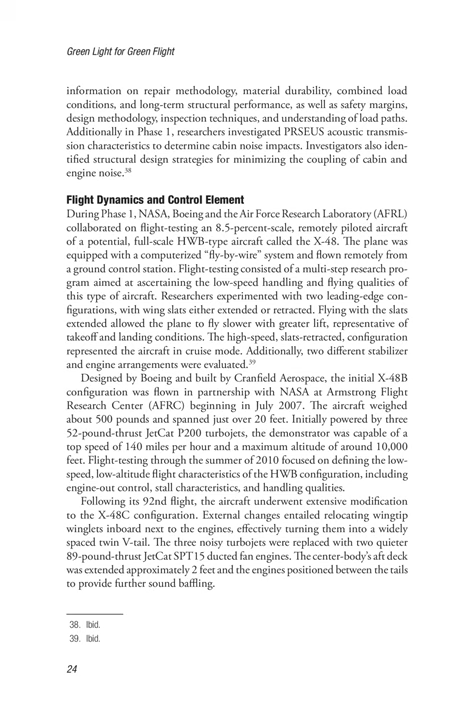 Green Light for Green Flight
information on repair methodology, material durability, combined load
conditions, and long-term structural performance, as well as safety margins,
design methodology, inspection techniques, and understanding of load paths.
Additionally in Phase 1, researchers investigated PRSEUS acoustic transmis-
sion characteristics to determine cabin noise impacts. Investigators also iden-
tified structural design strategies for minimizing the coupling of cabin and
engine noise.38
Flight Dynamics and Control Element
During Phase 1, NASA, Boeing and the Air Force Research Laboratory (AFRL)
collaborated on flight-testing an 8.5-percent-scale, remotely piloted aircraft
of a potential, full-scale HWB-type aircraft called the X-48. The plane was
equipped with a computerized “fly-by-wire” system and flown remotely from
a ground control station. Flight-testing consisted of a multi-step research pro-
gram aimed at ascertaining the low-speed handling and flying qualities of
this type of aircraft. Researchers experimented with two leading-edge con-
figurations, with wing slats either extended or retracted. Flying with the slats
extended allowed the plane to fly slower with greater lift, representative of
takeoff and landing conditions. The high-speed, slats-retracted, configuration
represented the aircraft in cruise mode. Additionally, two different stabilizer
and engine arrangements were evaluated.39
Designed by Boeing and built by Cranfield Aerospace, the initial X-48B
configuration was flown in partnership with NASA at Armstrong Flight
Research Center (AFRC) beginning in July 2007. The aircraft weighed
about 500 pounds and spanned just over 20 feet. Initially powered by three
52-pound-thrust JetCat P200 turbojets, the demonstrator was capable of a
top speed of 140 miles per hour and a maximum altitude of around 10,000
feet. Flight-testing through the summer of 2010 focused on defining the low-
speed, low-altitude flight characteristics of the HWB configuration, including
engine-out control, stall characteristics, and handling qualities.
Following its 92nd flight, the aircraft underwent extensive modification
to the X-48C configuration. External changes entailed relocating wingtip
winglets inboard next to the engines, effectively turning them into a widely
spaced twin V-tail. The three noisy turbojets were replaced with two quieter
89-pound-thrust JetCat SPT15 ducted fan engines. The center-body’s aft deck
was extended approximately 2 feet and the engines positioned between the tails
to provide further sound baffling.
38. Ibid.
39. Ibid.
24